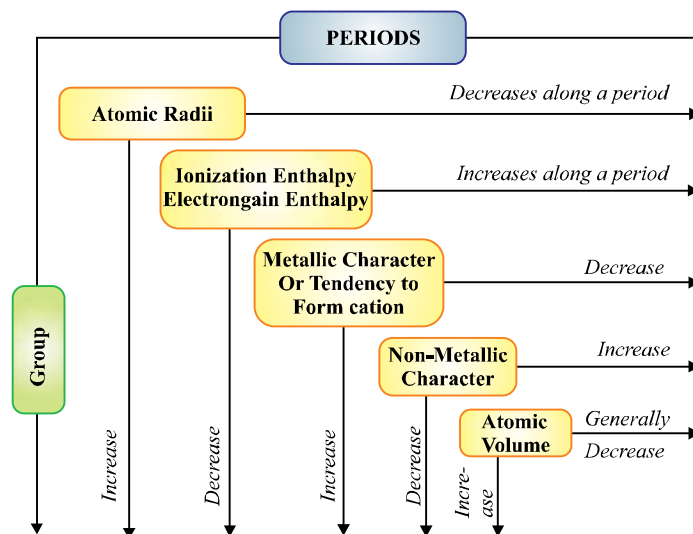 PERIODS
Decreases along a period
Atomic Radii
Ionization Enthalpy
Electrongain Enthalpy
Increases along a period
Metallic Character
Or Tendency to
Form cation
Decrease
Group
Non-Metallic
Character
Increase
Atomic
Volume
Generally
Decrease
Increase
Decrease
Increase
Decrease
Incre-
ase